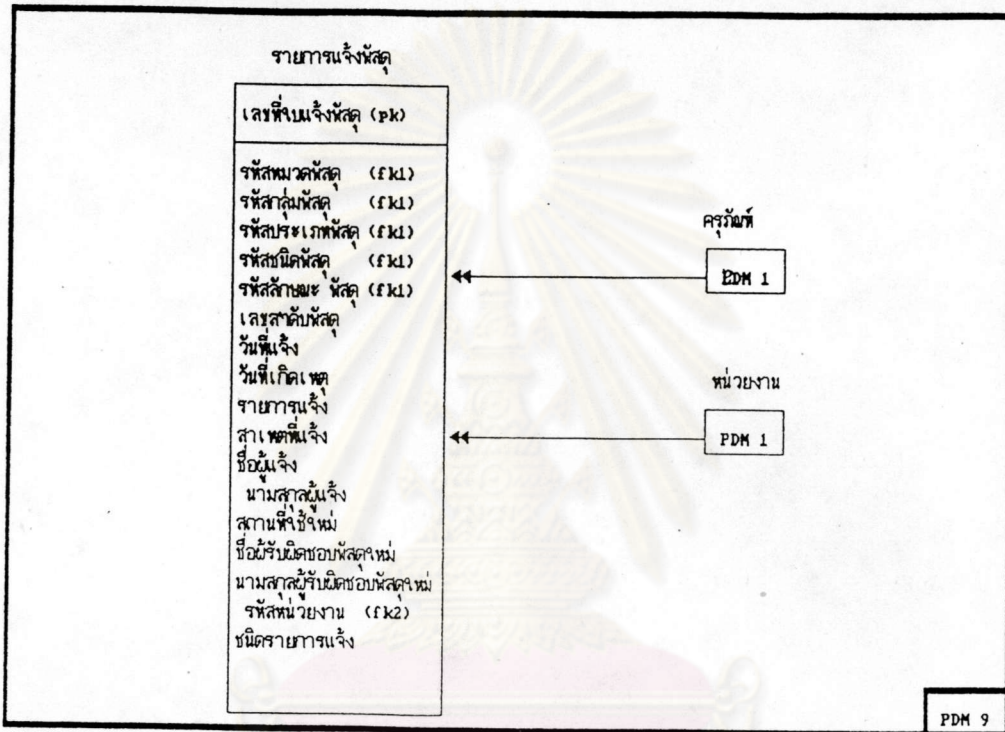 รายการแจ้งพัสดุ
เลขที่ใบแจ้งพัสดุ (pk)
รหัสหมวดพัสดุ (fk1)
รหัสกลุ่มพัสดุ (fk1)
รหัสประเภทพัสดุ (fk1)
รหัสชนิดพัสดุ (fk1)
รหัสลักษณะ พัสดุ (fk1)
เลขลำดับพัสดุ
วันที่แจ้ง
วันที่เกิดเหตุ
รายการแจ้ง
สาเหตุที่แจ้ง
ชื่อผู้แจ้ง
นามสกุลผู้แจ้ง
สถานที่ใช้ใหม่
ชื่อผู้รับผิดชอบพัสดุใหม่
นามสกุลผู้รับผิดชอบพัสดุใหม่
รหัสหน่วยงาน (fk2)
ชนิดรายการแจ้ง
ครุภัณฑ์
PDM 1
หน่วยงาน
PDM 1
PDM 9